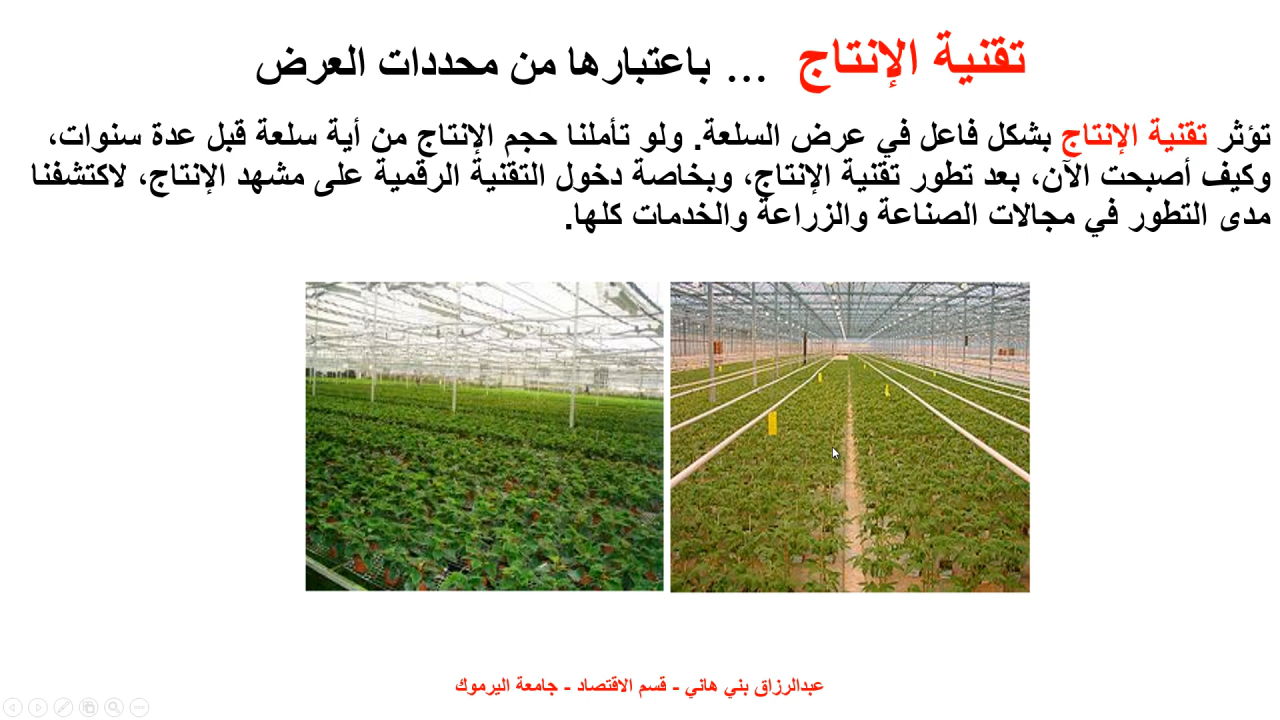 تقنية الإنتاج ... باعتبارها من محددات العرض
تؤثر تقنية الإنتاج بشكل فاعل في عرض السلعة. ولو تأملنا حجم الإنتاج من أية سلعة قبل عدة سنوات،
وكيف أصبحت الآن، بعد تطور تقنية الإنتاج، وبخاصة دخول التقنية الرقمية على مشهد الإنتاج، لاكتشفنا
مدى التطور في مجالات الصناعة والزراعة والخدمات كلها.
عبدالرزاق بني هاني - قسم الاقتصاد - جامعة اليرموك